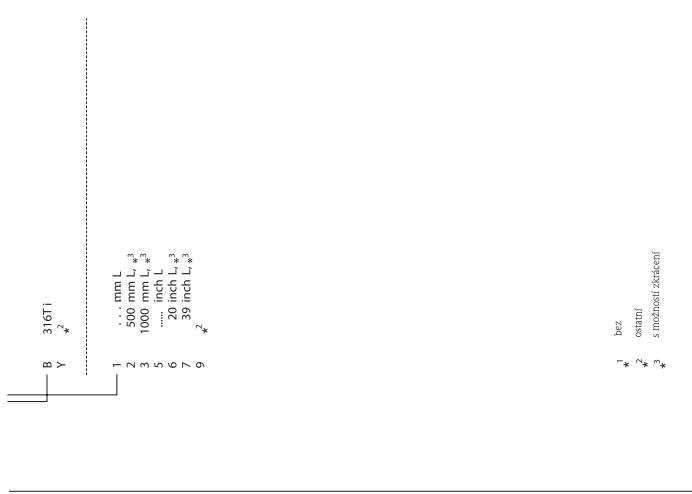 B 316Ti
Y *2
1 . . . mm L
2 500 mm L, *3
3 1000 mm L, *3
5 ...... inch L
6 20 inch L, *3
7 39 inch L, *3
9 *2
*1 bez
*2 ostatní
*3 s možností zkrácení